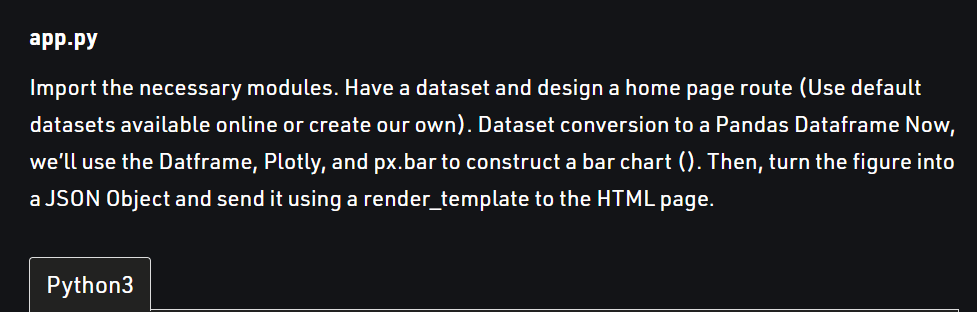 app.py
Import the necessary modules. Have a dataset and design a home page route (Use default
datasets available online or create our own). Dataset conversion to a Pandas Dataframe Now,
we'll use the Datframe, Plotly, and px.bar to construct a bar chart (). Then, turn the figure into
a JSON Object and send it using a render_template to the HTML page.
Python3